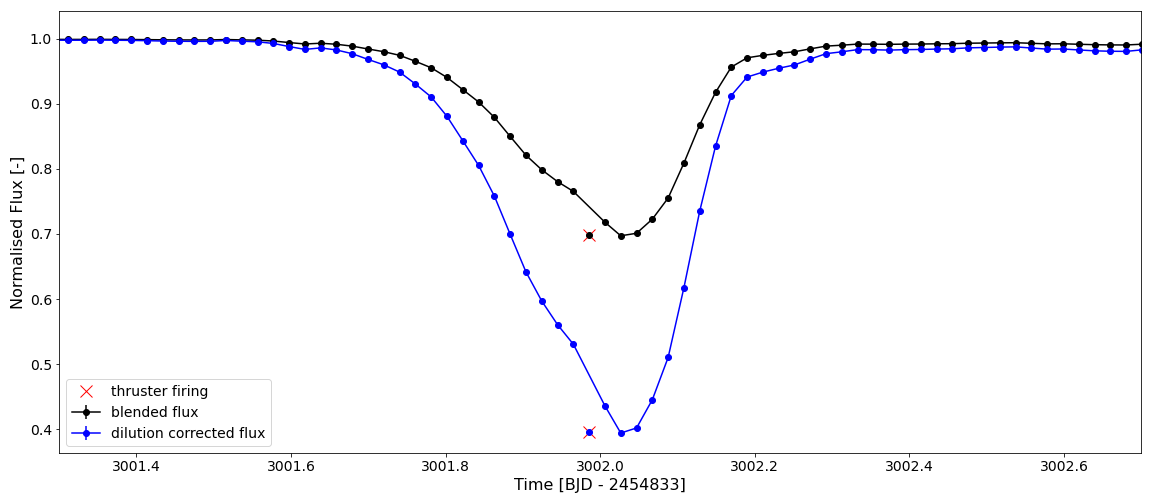 1.0
0.9
0.8
0.7
0.6
0.5
0.4
Normalised Flux [-]
thruster firing
blended flux
dilution corrected flux
3001.4 3001.6 3001.8 3002.0 3002.2 3002.4 3002.6
Time [BJD - 2454833]